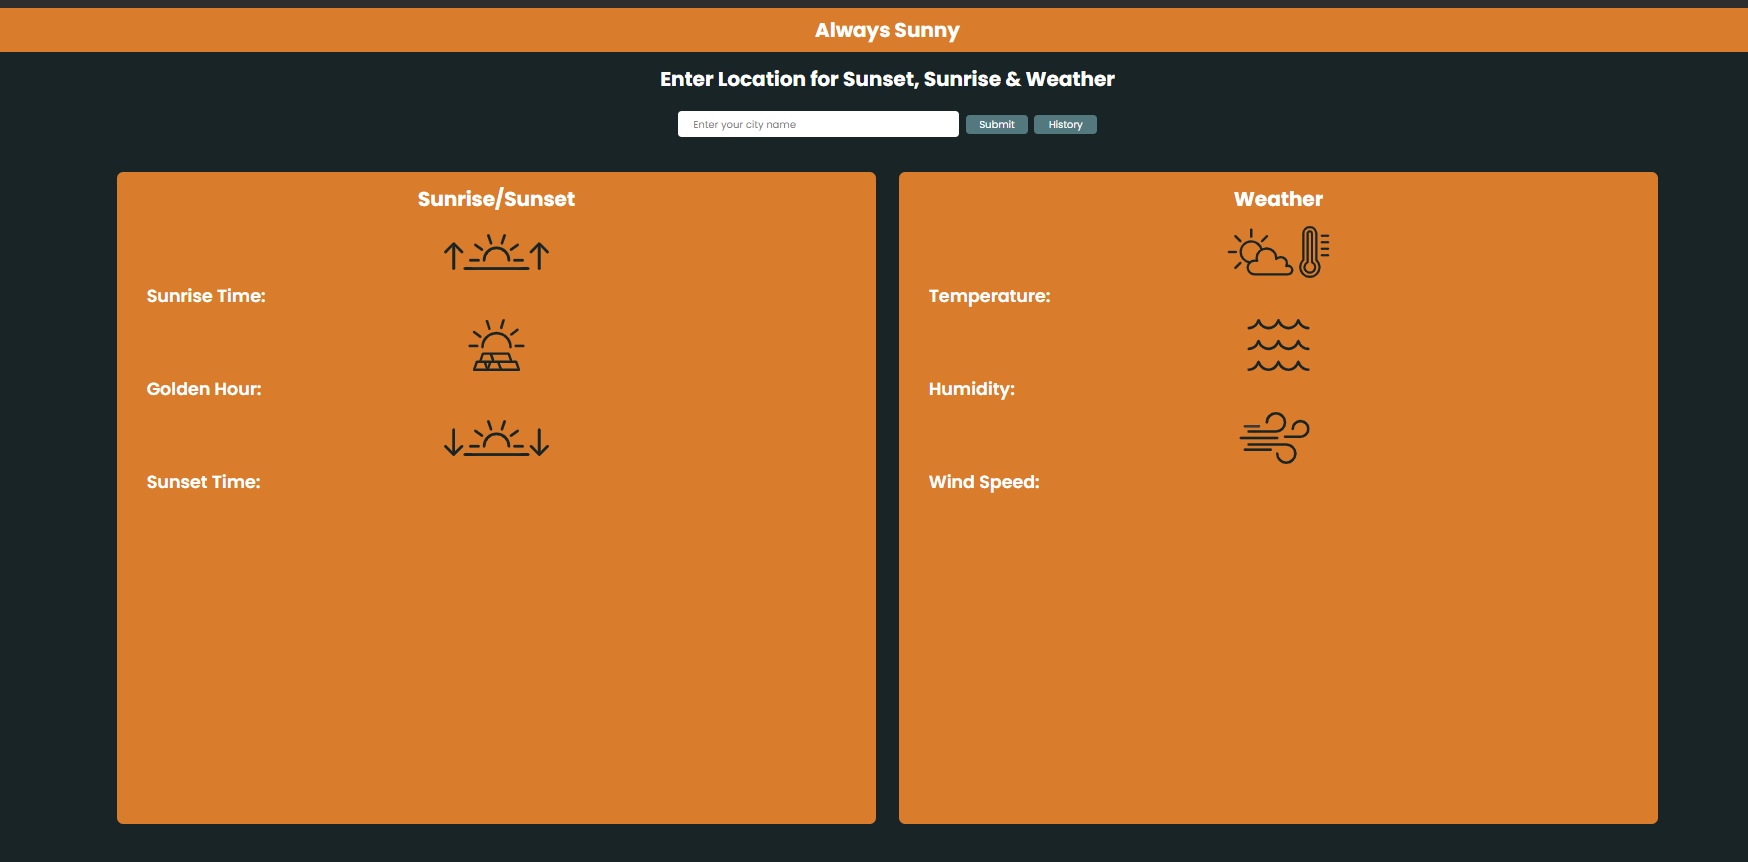 Always Sunny
Enter Location for Sunset, Sunrise & Weather
Enter your city name
Submit
History
Sunrise/Sunset
Sunrise Time:
Golden Hour:
Sunset Time:
Weather
Temperature:
Humidity:
Wind Speed: